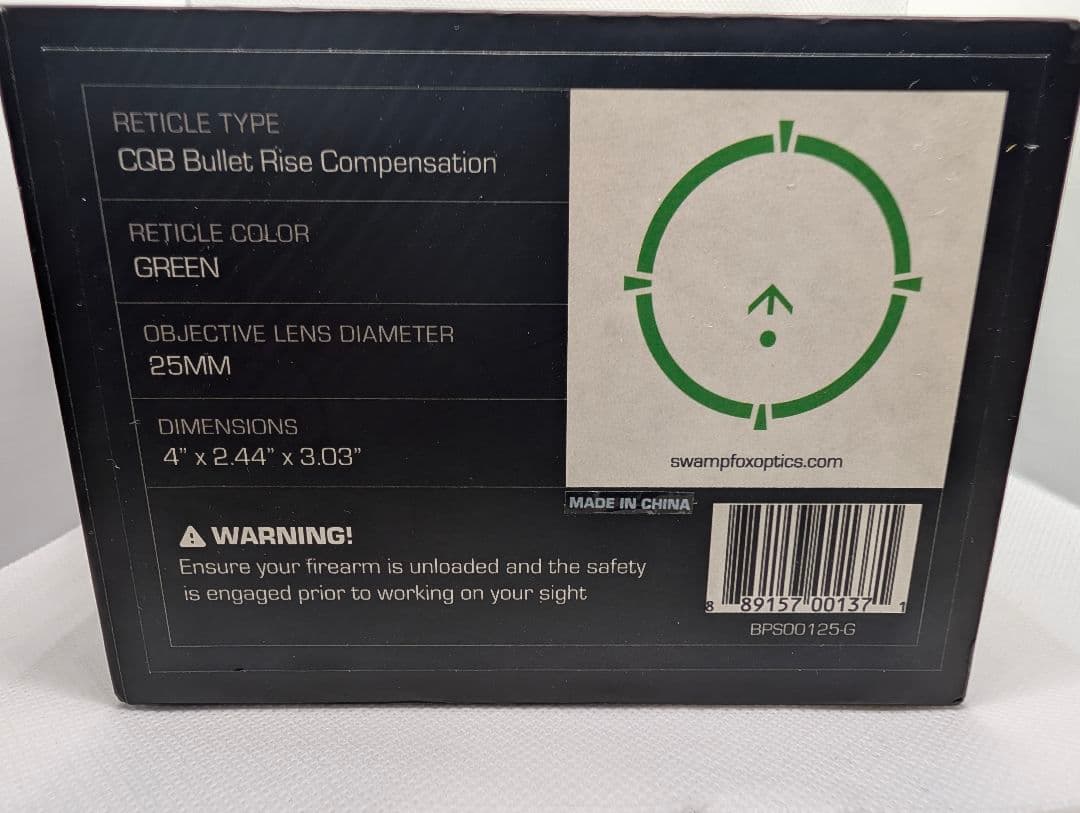 RETICLE TYPE
CQB Bullet Rise Compensation
RETICLE COLOR
GREEN
OBJECTIVE LENS DIAMETER
25MM
DIMENSIONS
4" x 2.44" x 3.03"
swampfoxoptics.com
MADE IN CHINA
WARNING!
Ensure your firearm is unloaded and the safety
is engaged prior to working on your sight
8 89157 00137 1
BPS00125-G